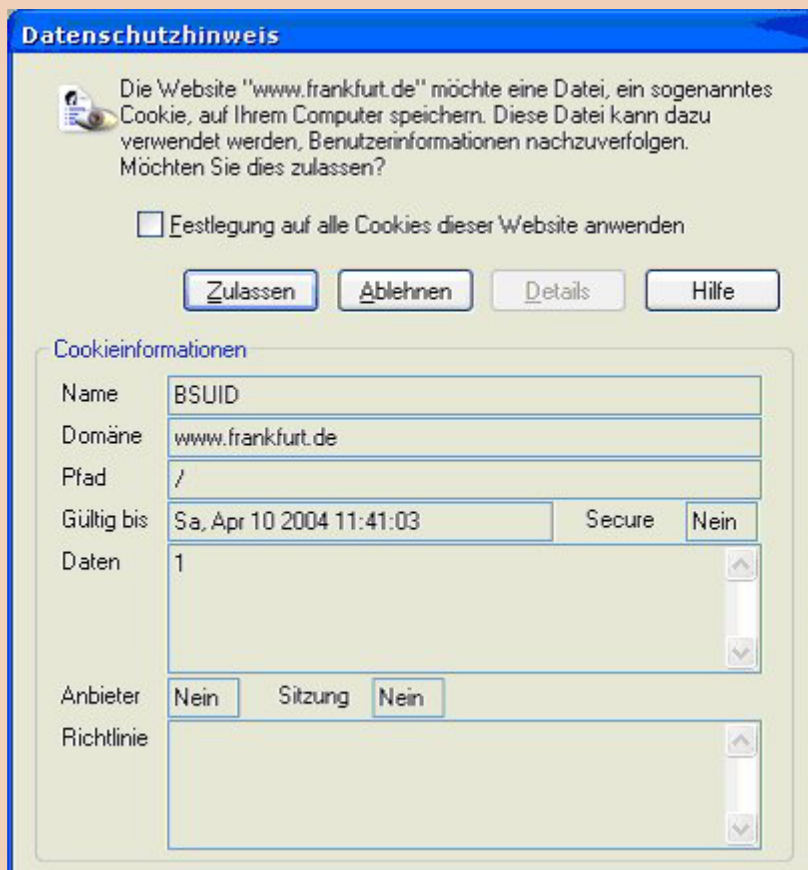 Datenschutzhinweis
Die Website "www.frankfurt.de" möchte eine Datei, ein sogenanntes
Cookie, auf Ihrem Computer speichern. Diese Datei kann dazu
verwendet werden, Benutzerinformationen nachzuverfolgen.
Möchten Sie dies zulassen?
Festlegung auf alle Cookies dieser Website anwenden
Zulassen Ablehnen Details Hilfe
Cookieinformationen
Name BSUID
Domäne www.frankfurt.de
Pfad /
Gültig bis Sa, Apr 10 2004 11:41:03 Secure Nein
Daten 1
Anbieter Nein Sitzung Nein
Richtlinie